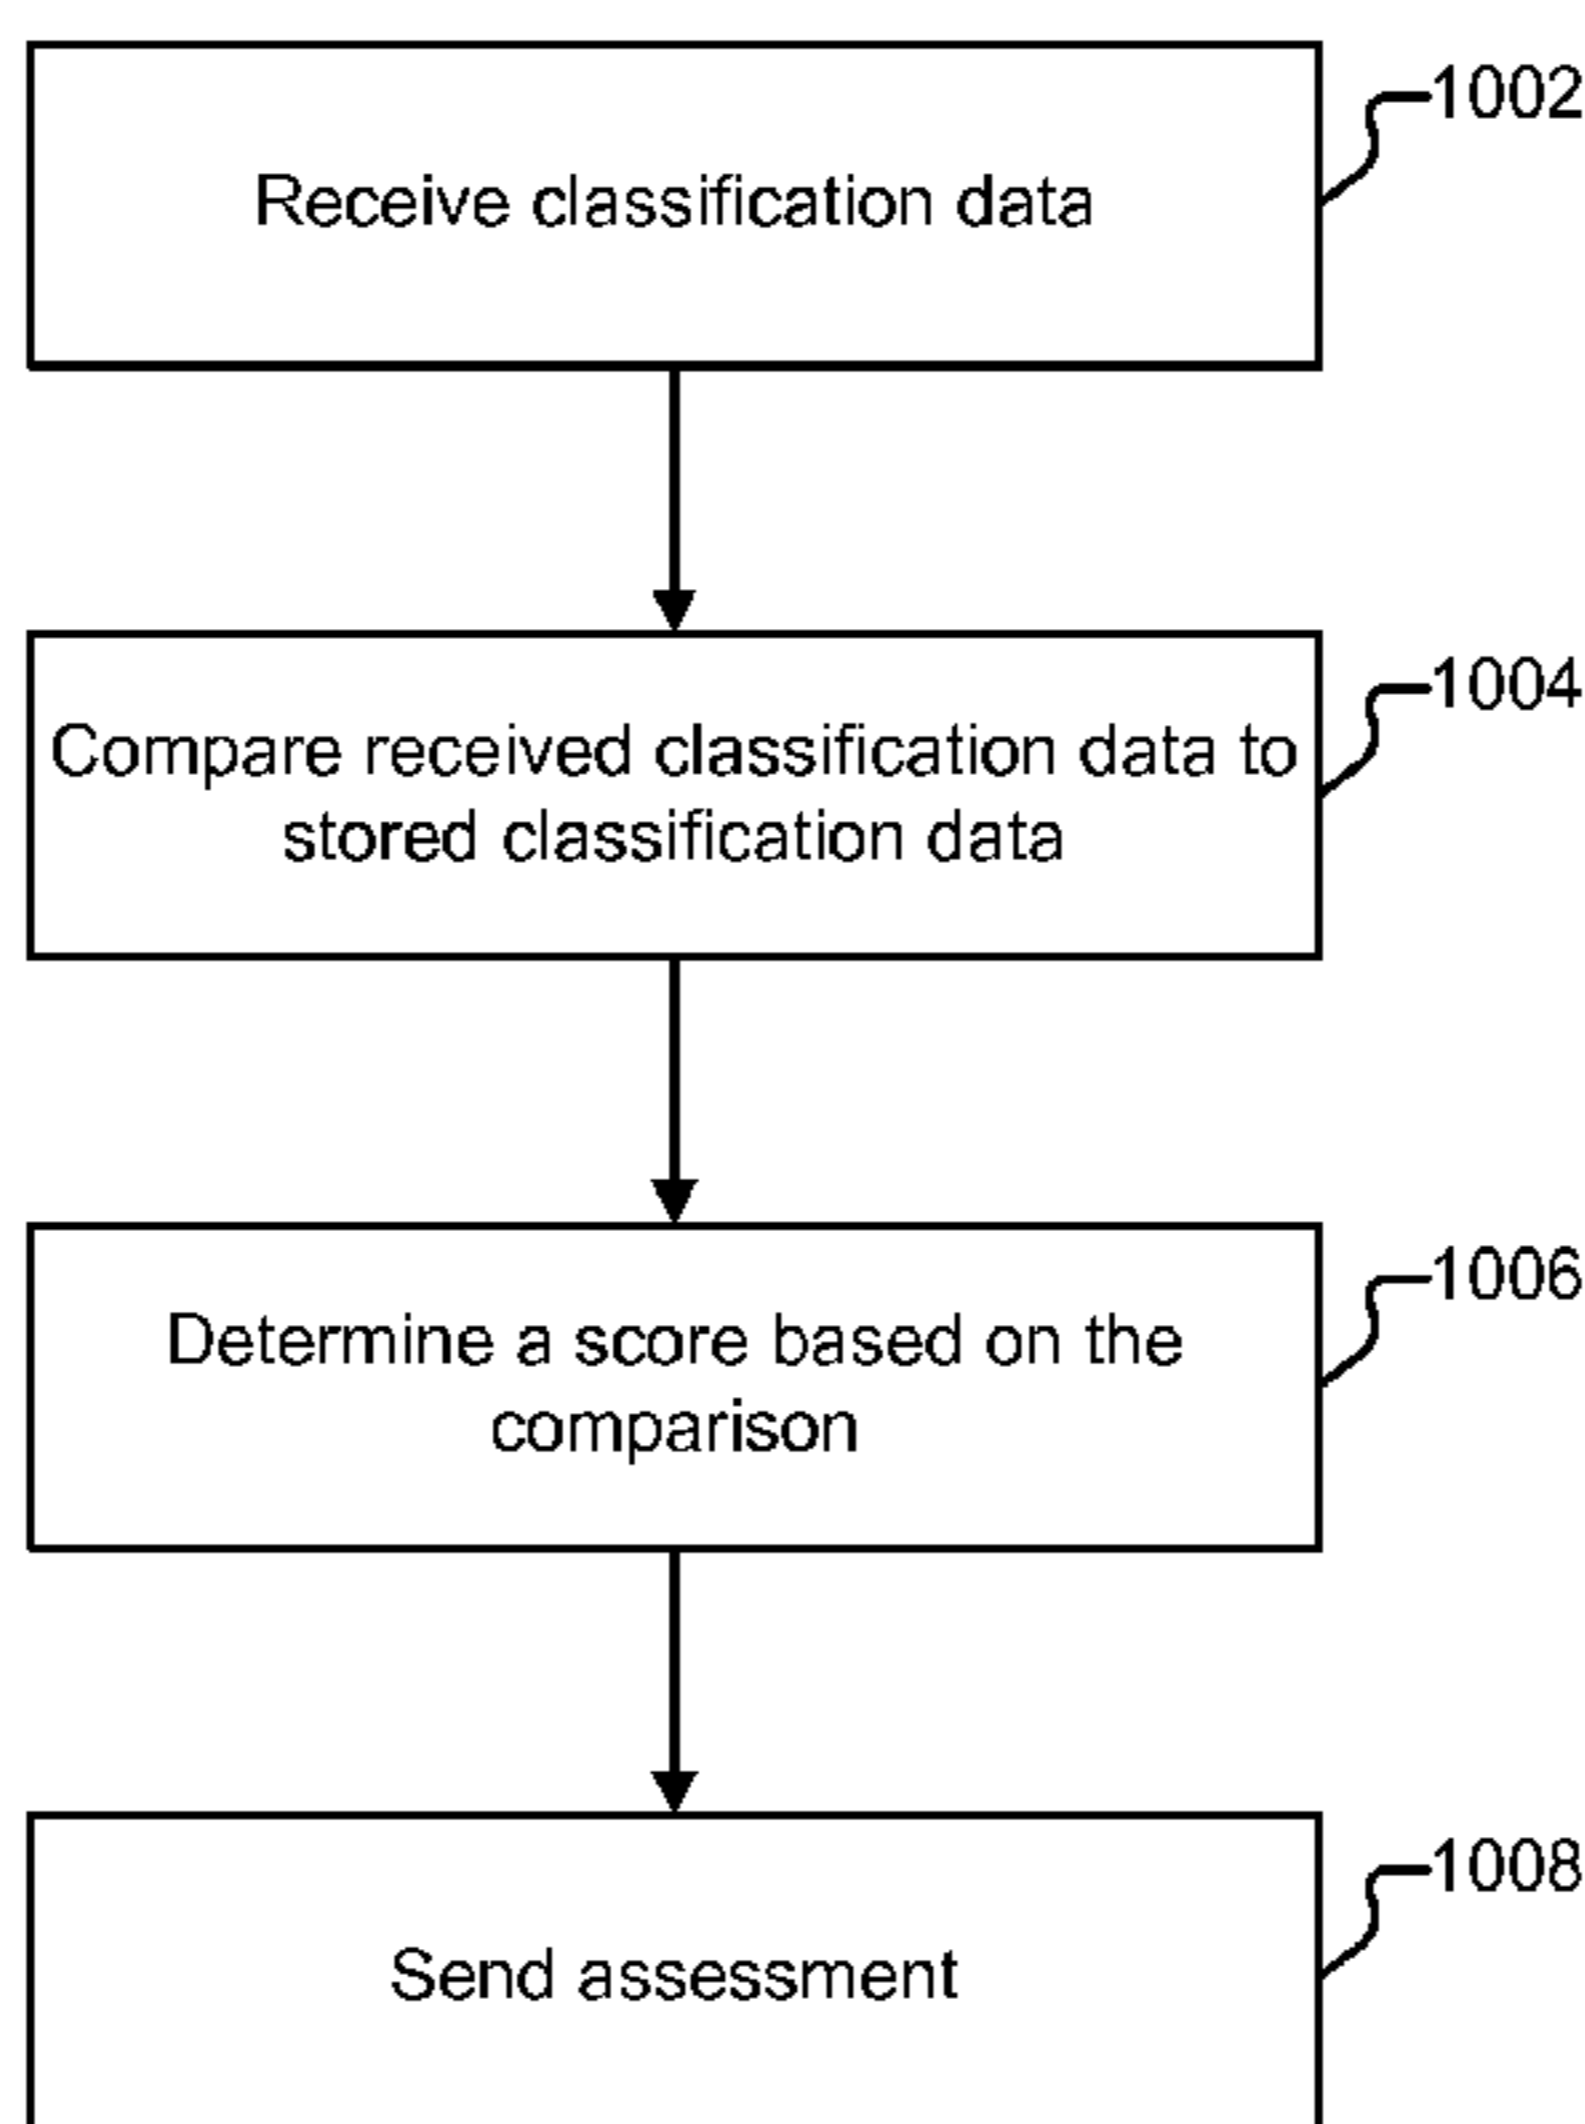 1002
Receive classification data
1004
Compare received classification data to
stored classification data
1006
Determine a score based on the
comparison
1008
Send assessment